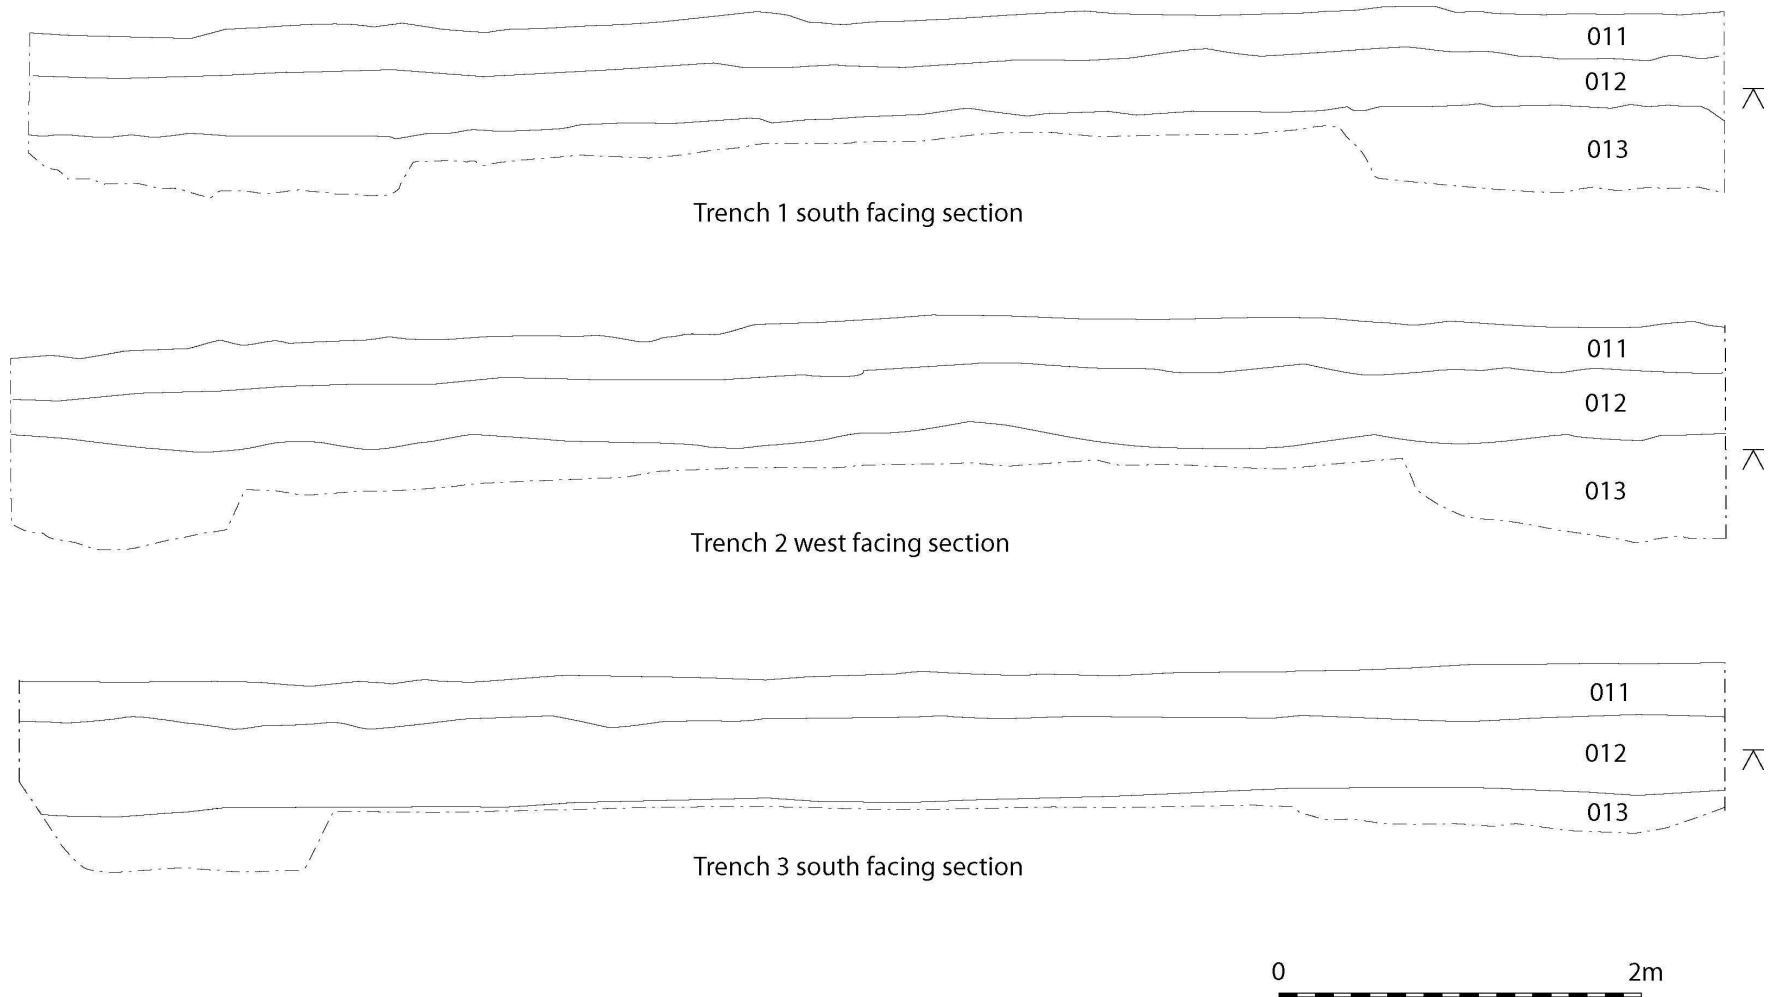 011
012
013
Trench 1 south facing section
011
012
013
Trench 2 west facing section
011
012
013
Trench 3 south facing section
0 2m